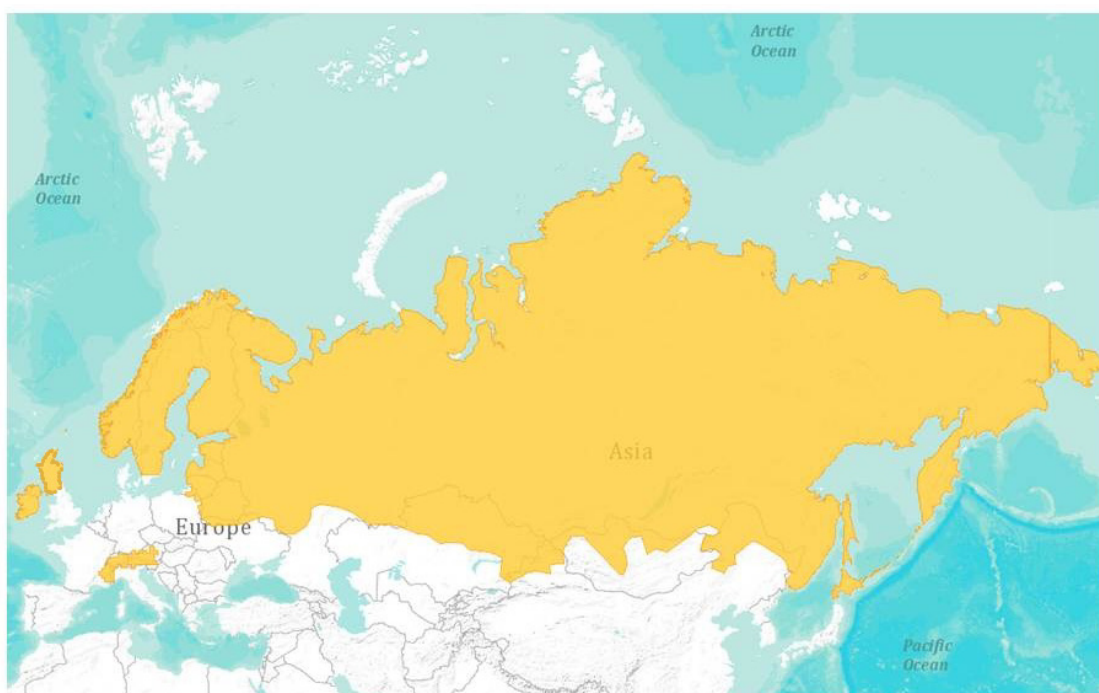 Arctic
Ocean
Arctic
Ocean
Asia
Europe
Pacific
Ocean